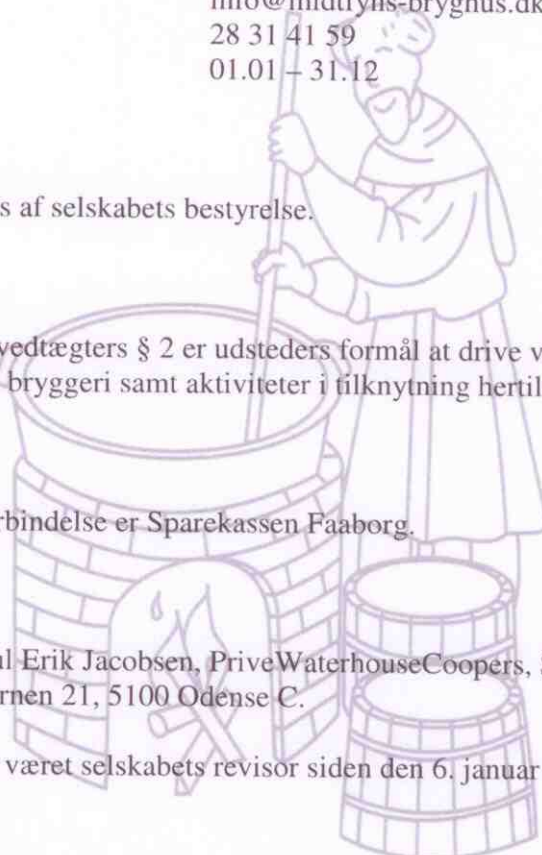 info@midtfyns-bryghus.dk
28 31 41 59
01.01 – 31.12
s af selskabets bestyrelse.
vedtægters § 2 er udsteders formål at drive v
bryggeri samt aktiviteter i tilknytning hertil
rbindelse er Sparekassen Faaborg.
ul Erik Jacobsen, PriveWaterhouseCoopers,
rnen 21, 5100 Odense C.
været selskabets revisor siden den 6. januar